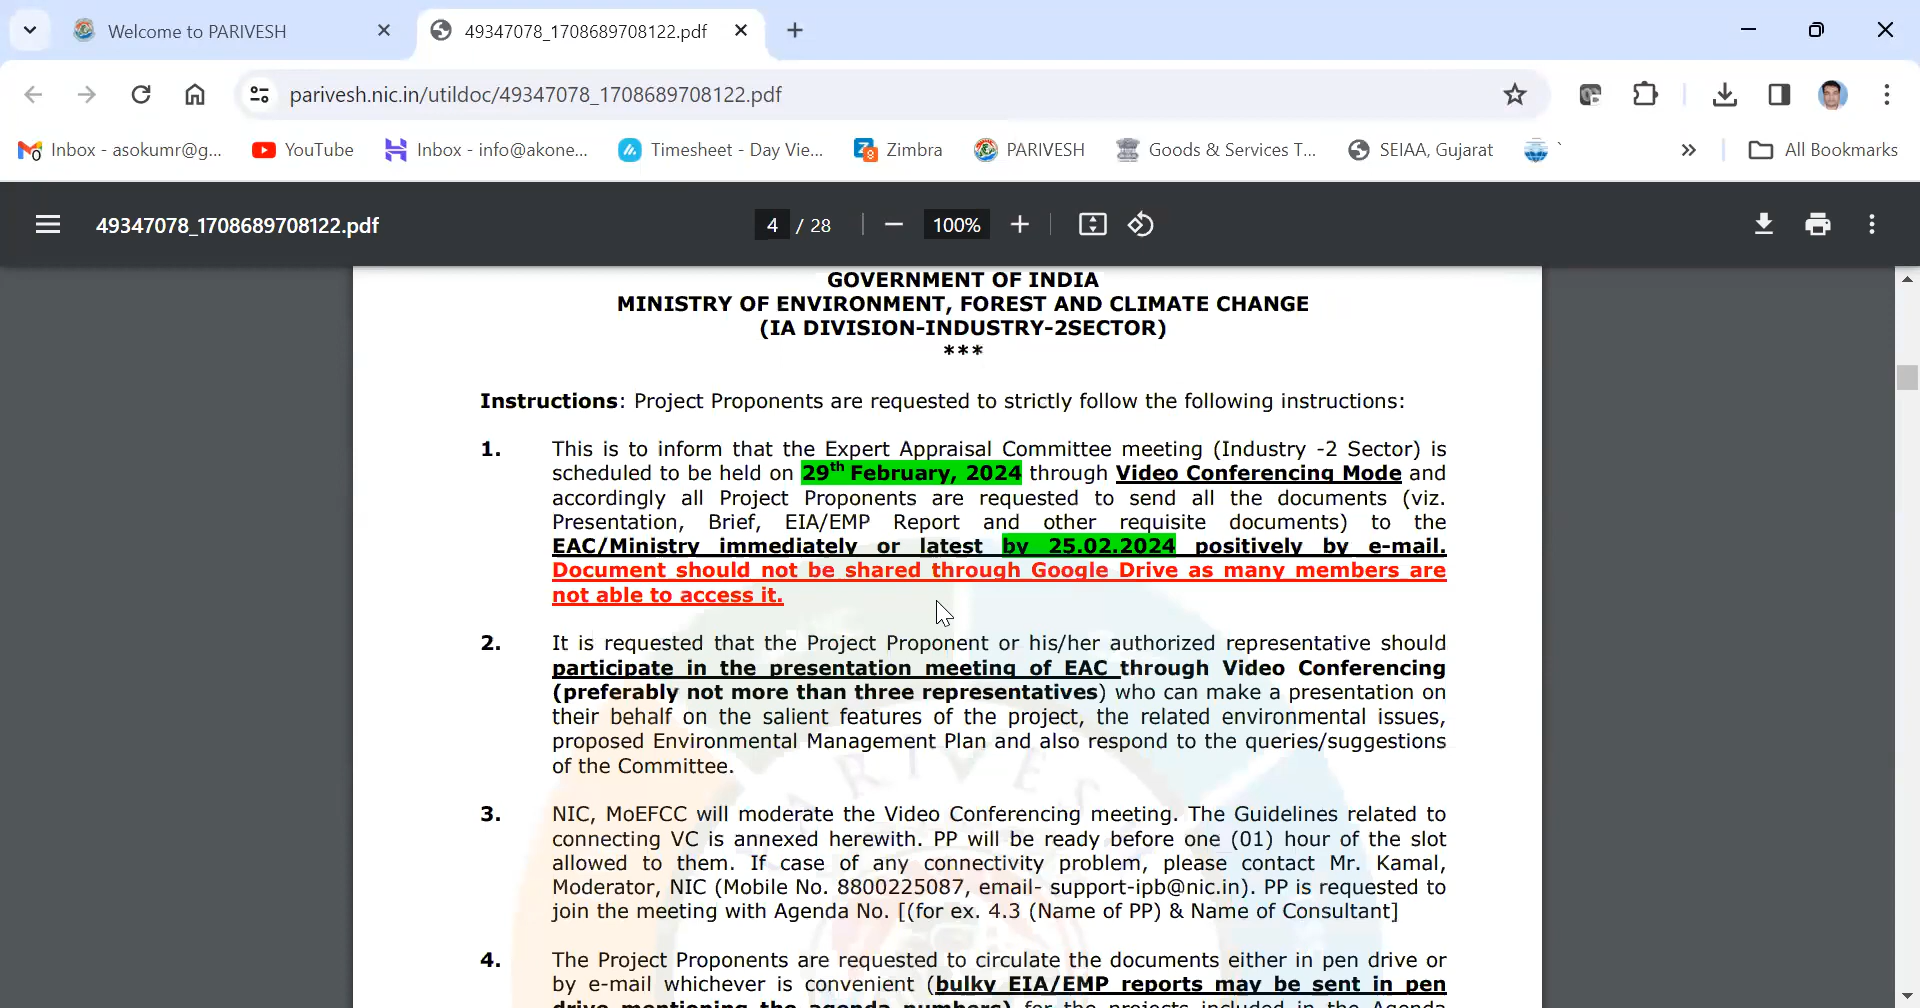 Welcome to PARIVESH
49347078_1708689708122.pdf
parivesh.nic.in/utildoc/49347078_1708689708122.pdf
Inbox - asokumr@g... YouTube Inbox - info@akone... Timesheet - Day Vie... Zimbra PARIVESH Goods & Services T... SEIAA, Gujarat ` » All Bookmarks
49347078_1708689708122.pdf 4 / 28 100%
GOVERNMENT OF INDIA
MINISTRY OF ENVIRONMENT, FOREST AND CLIMATE CHANGE
(IA DIVISION-INDUSTRY-2SECTOR)
***
Instructions: Project Proponents are requested to strictly follow the following instructions:
1. This is to inform that the Expert Appraisal Committee meeting (Industry -2 Sector) is
scheduled to be held on 29th February, 2024 through Video Conferencing Mode and
accordingly all Project Proponents are requested to send all the documents (viz.
Presentation, Brief, EIA/EMP Report and other requisite documents) to the
EAC/Ministry immediately or latest by 25.02.2024 positively by e-mail.
Document should not be shared through Google Drive as many members are
not able to access it.
2. It is requested that the Project Proponent or his/her authorized representative should
participate in the presentation meeting of EAC through Video Conferencing
(preferably not more than three representatives) who can make a presentation on
their behalf on the salient features of the project, the related environmental issues,
proposed Environmental Management Plan and also respond to the queries/suggestions
of the Committee.
3. NIC, MoEFCC will moderate the Video Conferencing meeting. The Guidelines related to
connecting VC is annexed herewith. PP will be ready before one (01) hour of the slot
allowed to them. If case of any connectivity problem, please contact Mr. Kamal,
Moderator, NIC (Mobile No. 8800225087, email- support-ipb@nic.in). PP is requested to
join the meeting with Agenda No. [(for ex. 4.3 (Name of PP) & Name of Consultant]
4. The Project Proponents are requested to circulate the documents either in pen drive or
by e-mail whichever is convenient (bulky EIA/EMP reports may be sent in pen
drive mentioning the agenda numbers) for the projects included in the Agenda
PARIVES